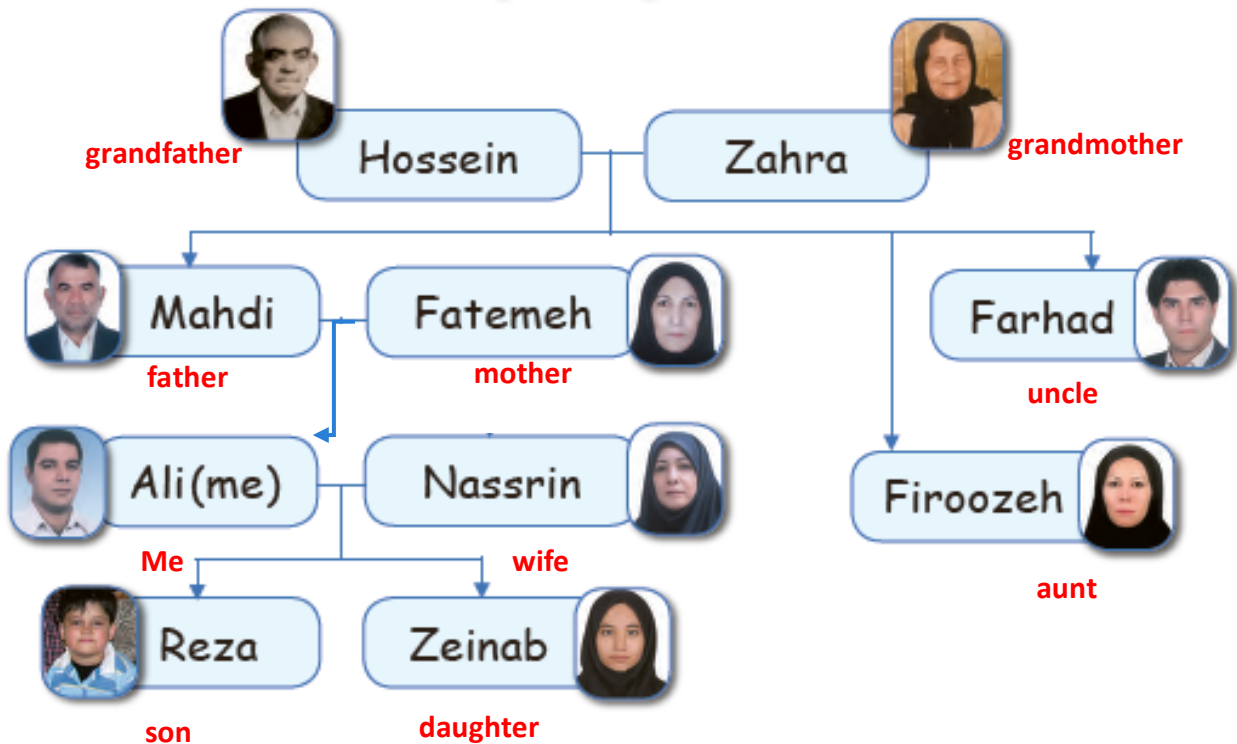 Hossein
Zahra
grandfather
grandmother
Mahdi
Fatemeh
Farhad
father
mother
uncle
Ali(me)
Nassrin
Firoozeh
Me
wife
aunt
Reza
Zeinab
son
daughter